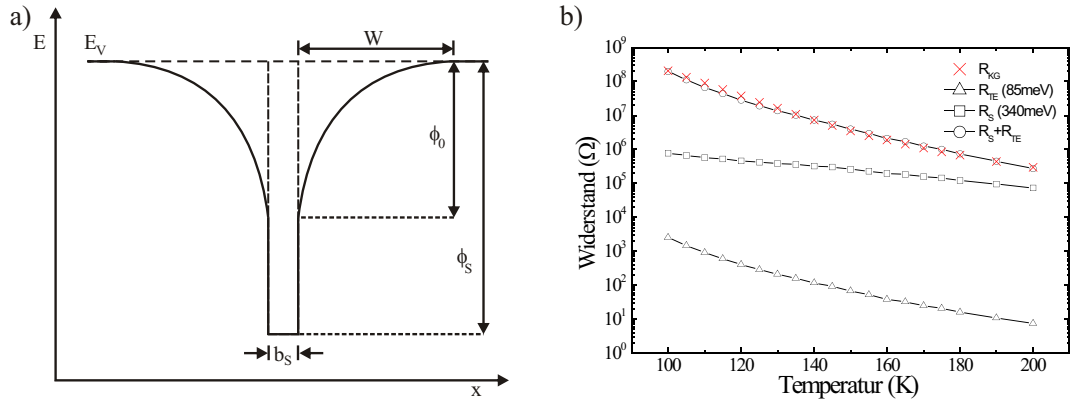 a)
E
E_V
W
ϕ_0
ϕ_S
b_S
x
b)
Widerstand (Ω)
10^9
10^8
10^7
10^6
10^5
10^4
10^3
10^2
10^1
10^0
R_KG
R_TE (85meV)
R_S (340meV)
R_S+R_TE
100 120 140 160 180 200
Temperatur (K)